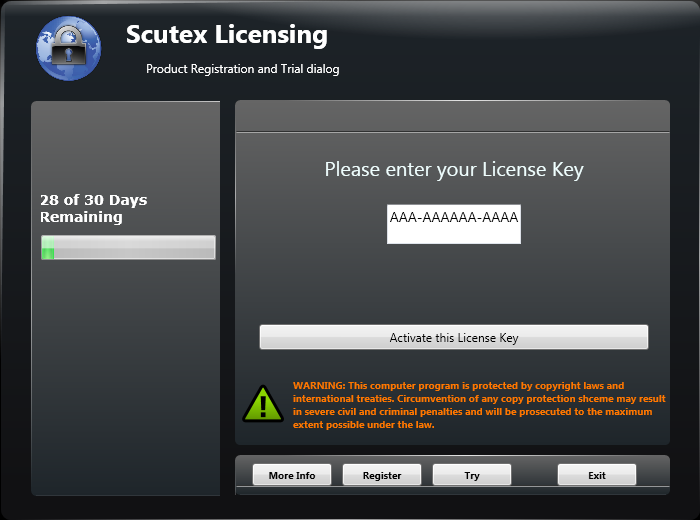 Scutex Licensing
Product Registration and Trial dialog
28 of 30 Days
Remaining
Please enter your License Key
AAA-AAAAAA-AAAA
Activate this License Key
WARNING: This computer program is protected by copyright laws and
international treaties. Circumvention of any copy protection shceme may result
in severe civil and criminal penalties and will be prosecuted to the maximum
extent possible under the law.
More Info
Register
Try
Exit